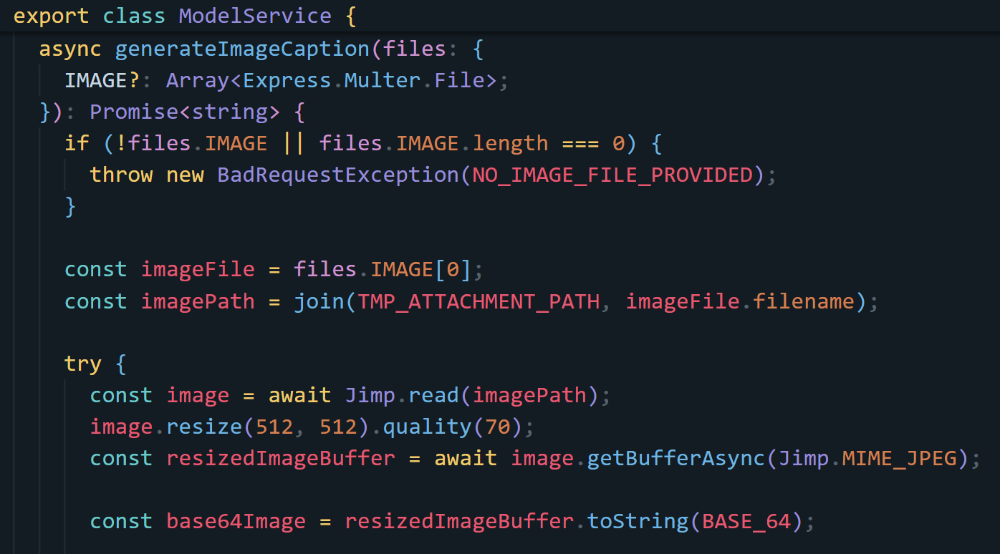 export class ModelService {
async generateImageCaption(files: {
IMAGE?: Array<Express.Multer.File>;
}): Promise<string> {
if (!files.IMAGE || files.IMAGE.length === 0) {
throw new BadRequestException(NO_IMAGE_FILE_PROVIDED);
}
const imageFile = files.IMAGE[0];
const imagePath = join(TMP_ATTACHMENT_PATH, imageFile.filename);
try {
const image = await Jimp.read(imagePath);
image.resize(512, 512).quality(70);
const resizedImageBuffer = await image.getBufferAsync(Jimp.MIME_JPEG);
const base64Image = resizedImageBuffer.toString(BASE_64);